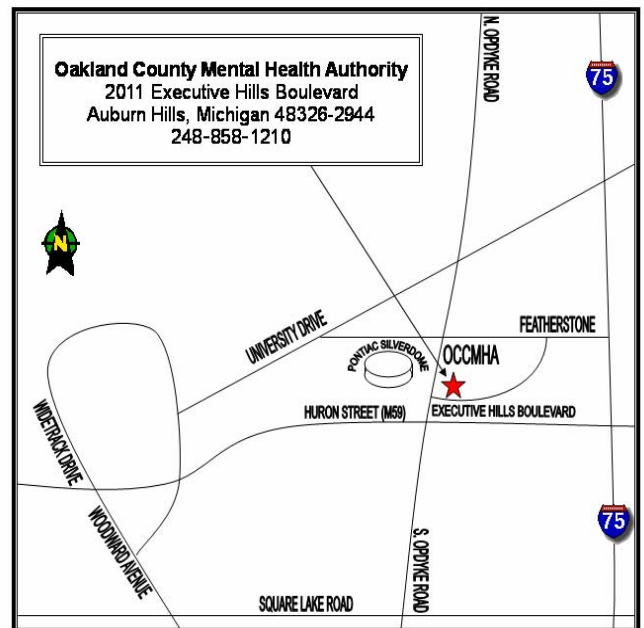 Oakland County Mental Health Authority
2011 Executive Hills Boulevard
Auburn Hills, Michigan 48326-2944
248-858-1210
N. OPDYKE ROAD
75
N
UNIVERSITY DRIVE
FEATHERSTONE
PONTIAC SILVERDOME
OCCMHA
HURON STREET (M59)
EXECUTIVE HILLS BOULEVARD
WIDETRACK DRIVE
WOODWARD AVENUE
S. OPDYKE ROAD
75
SQUARE LAKE ROAD